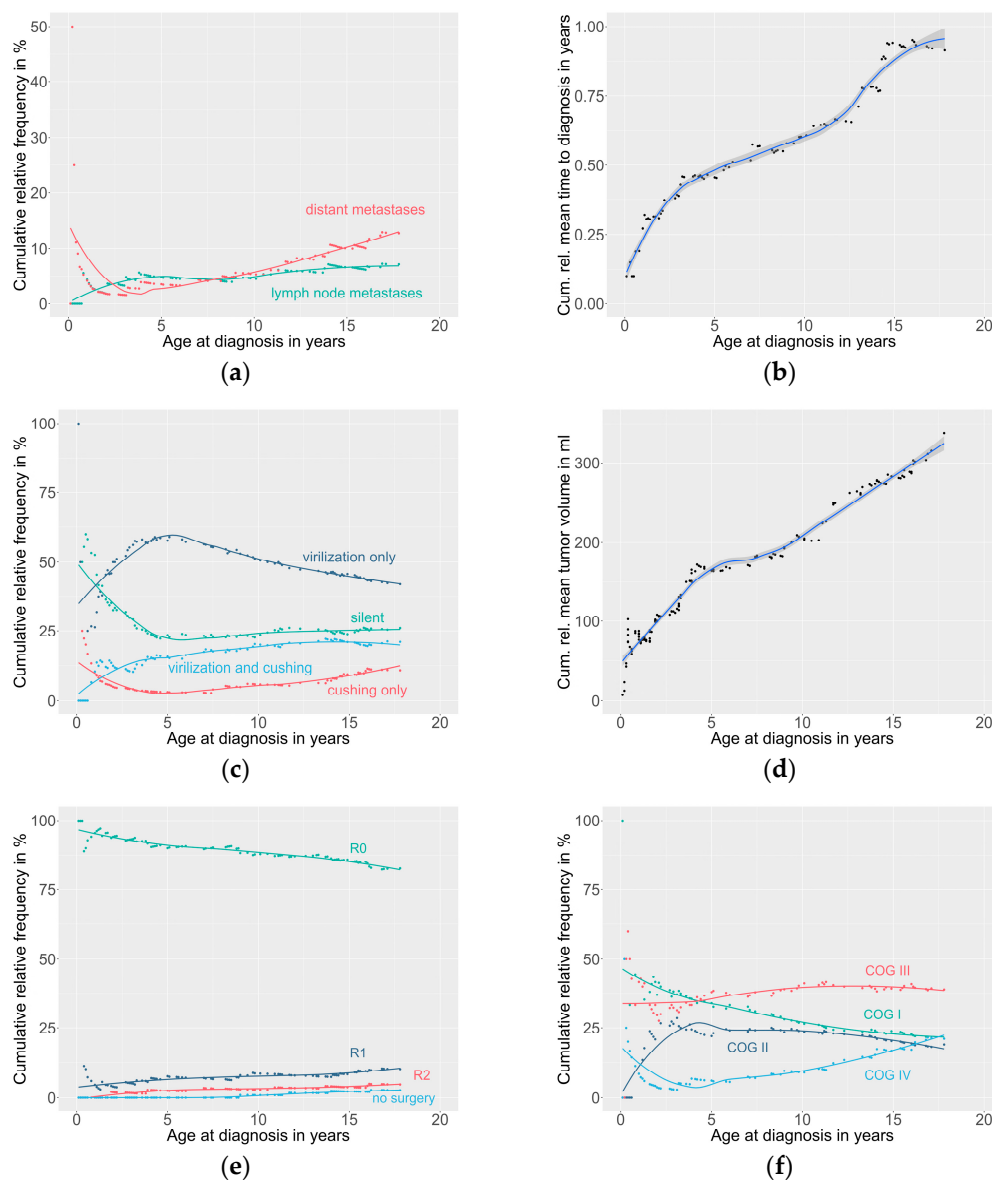 Cumulative relative frequency in %
50
40
30
20
10
0
distant metastases
lymph node metastases
0 5 10 15 20
Age at diagnosis in years
(a)
Cum. rel. mean time to diagnosis in years
1.00
0.75
0.50
0.25
0.00
0 5 10 15 20
Age at diagnosis in years
(b)
Cumulative relative frequency in %
100
75
50
25
0
virilization only
silent
virilization and cushing
cushing only
0 5 10 15 20
Age at diagnosis in years
(c)
Cum. rel. mean tumor volume in ml
300
200
100
0
0 5 10 15 20
Age at diagnosis in years
(d)
Cumulative relative frequency in %
100
75
50
25
0
R0
R1
R2
no surgery
0 5 10 15 20
Age at diagnosis in years
(e)
Cumulative relative frequency in %
100
75
50
25
0
COG III
COG I
COG II
COG IV
0 5 10 15 20
Age at diagnosis in years
(f)